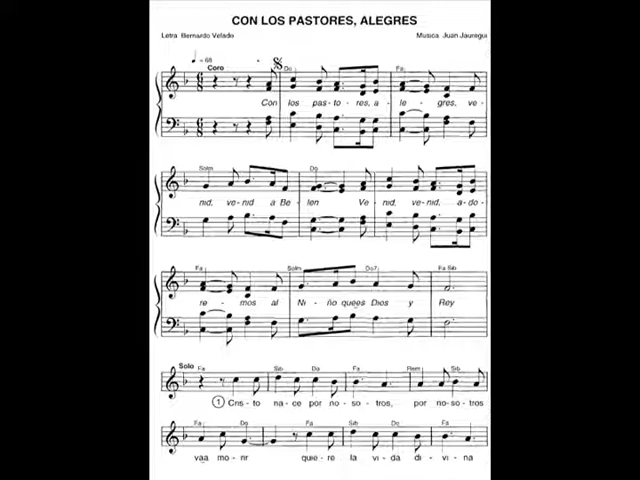 CON LOS PASTORES, ALEGRES
Letra Bernardo Velado Musica Juan Jauregui
= 68
Coro Do Fa
Con los pas-to-res, a-le-gres, ve-
Solm Do
nid, ve-nid a Be-len Ve-nid, ve-nid, a-do-
Fa Solm Do7 Fa Sib
re-mos al Ni-ño quees Dios y Rey
Solo Fa Sib Do Fa Rem Sib
1 Cris-to na-ce por no-so-tros, por no-so-tros
Fa Do Fa Sib Do Fa
vaa mo-rir quie-re la vi-da di-vi-na